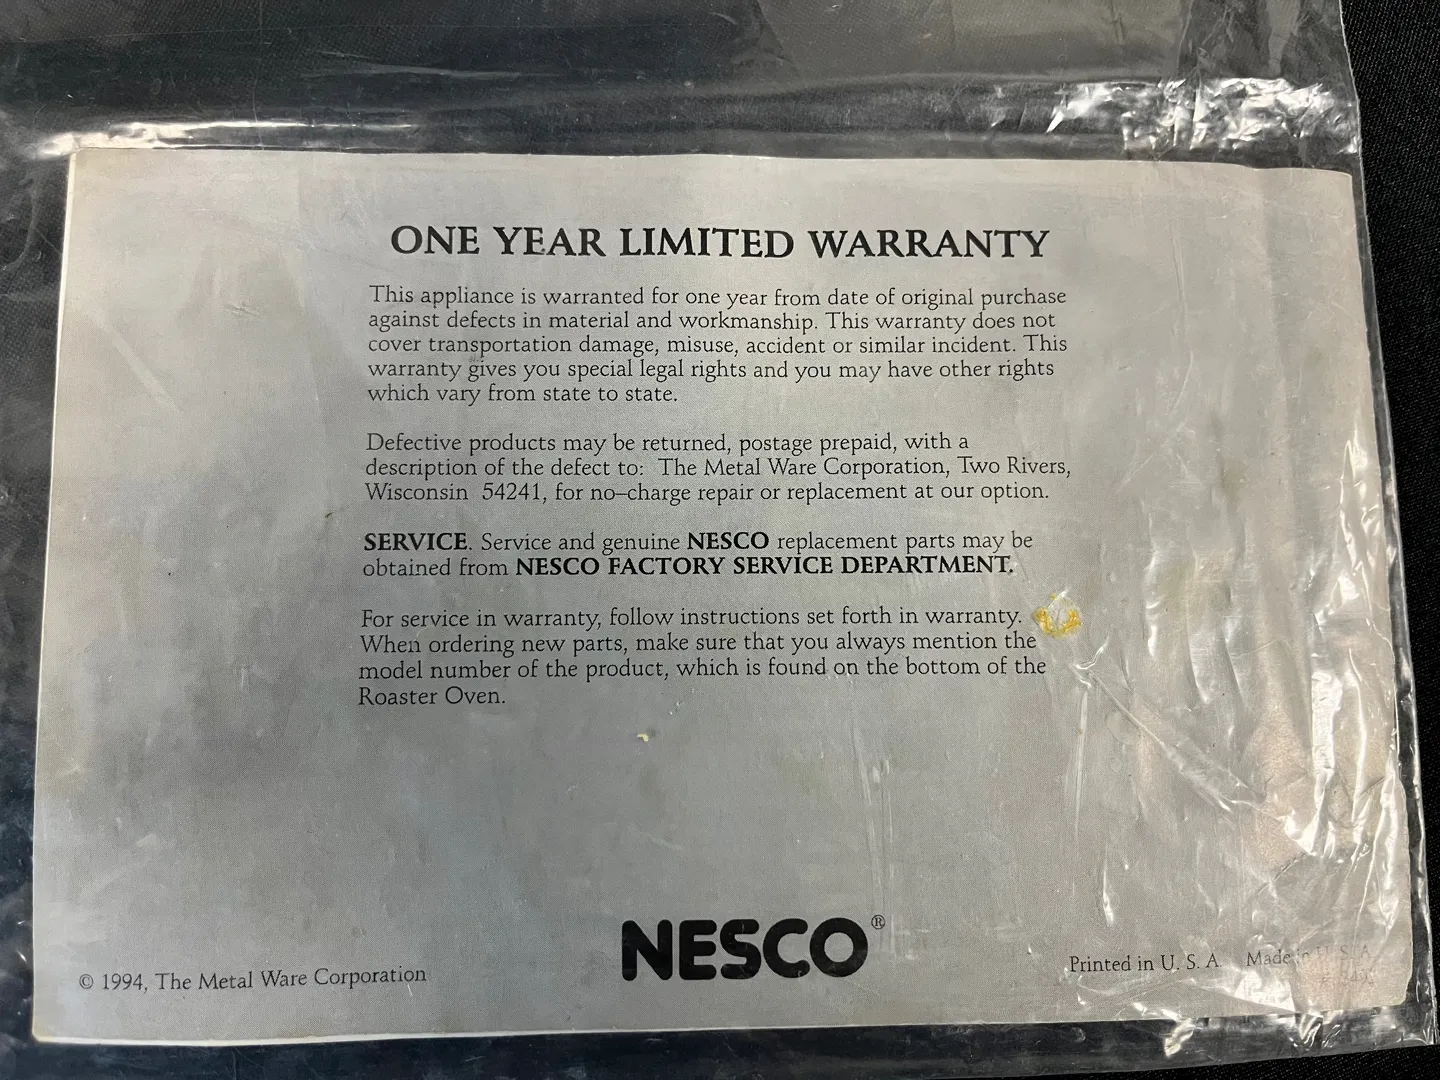 ONE YEAR LIMITED WARRANTY
This appliance is warranted for one year from date of original purchase
against defects in material and workmanship. This warranty does not
cover transportation damage, misuse, accident or similar incident. This
warranty gives you special legal rights and you may have other rights
which vary from state to state.
Defective products may be returned, postage prepaid, with a
description of the defect to: The Metal Ware Corporation, Two Rivers,
Wisconsin 54241, for no–charge repair or replacement at our option.
SERVICE. Service and genuine NESCO replacement parts may be
obtained from NESCO FACTORY SERVICE DEPARTMENT.
For service in warranty, follow instructions set forth in warranty.
When ordering new parts, make sure that you always mention the
model number of the product, which is found on the bottom of the
Roaster Oven.
NESCO®
© 1994, The Metal Ware Corporation
Printed in U. S. A. Made in U. S. A.